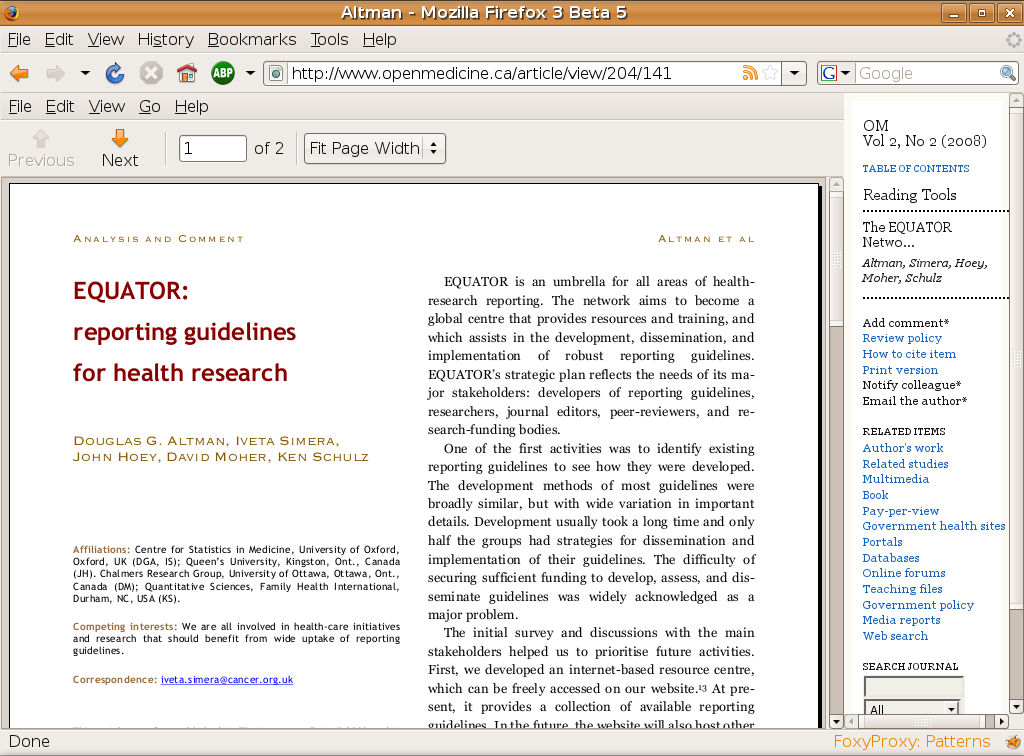 Altman - Mozilla Firefox 3 Beta 5
File Edit View History Bookmarks Tools Help
ABP http://www.openmedicine.ca/article/view/204/141 G Google
File Edit View Go Help
Previous Next 1 of 2 Fit Page Width
ANALYSIS AND COMMENT
ALTMAN ET AL
EQUATOR:
reporting guidelines
for health research
DOUGLAS G. ALTMAN, IVETA SIMERA,
JOHN HOEY, DAVID MOHER, KEN SCHULZ
Affiliations: Centre for Statistics in Medicine, University of Oxford,
Oxford, UK (DGA, IS); Queen's University, Kingston, Ont., Canada
(JH). Chalmers Research Group, University of Ottawa, Ottawa, Ont.,
Canada (DM); Quantitative Sciences, Family Health International,
Durham, NC, USA (KS).
Competing interests: We are all involved in health-care initiatives
and research that should benefit from wide uptake of reporting
guidelines.
Correspondence: iveta.simera@cancer.org.uk
EQUATOR is an umbrella for all areas of health-
research reporting. The network aims to become a
global centre that provides resources and training, and
which assists in the development, dissemination, and
implementation of robust reporting guidelines.
EQUATOR's strategic plan reflects the needs of its ma-
jor stakeholders: developers of reporting guidelines,
researchers, journal editors, peer-reviewers, and re-
search-funding bodies.
One of the first activities was to identify existing
reporting guidelines to see how they were developed.
The development methods of most guidelines were
broadly similar, but with wide variation in important
details. Development usually took a long time and only
half the groups had strategies for dissemination and
implementation of their guidelines. The difficulty of
securing sufficient funding to develop, assess, and dis-
seminate guidelines was widely acknowledged as a
major problem.
The initial survey and discussions with the main
stakeholders helped us to prioritise future activities.
First, we developed an internet-based resource centre,
which can be freely accessed on our website.¹³ At pre-
sent, it provides a collection of available reporting
guidelines. In the future, the website will also host other
OM
Vol 2, No 2 (2008)
TABLE OF CONTENTS
Reading Tools
The EQUATOR
Netwo...
Altman, Simera, Hoey,
Moher, Schulz
Add comment*
Review policy
How to cite item
Print version
Notify colleague*
Email the author*
RELATED ITEMS
Author's work
Related studies
Multimedia
Book
Pay-per-view
Government health sites
Portals
Databases
Online forums
Teaching files
Government policy
Media reports
Web search
SEARCH JOURNAL
All
Done
FoxyProxy: Patterns